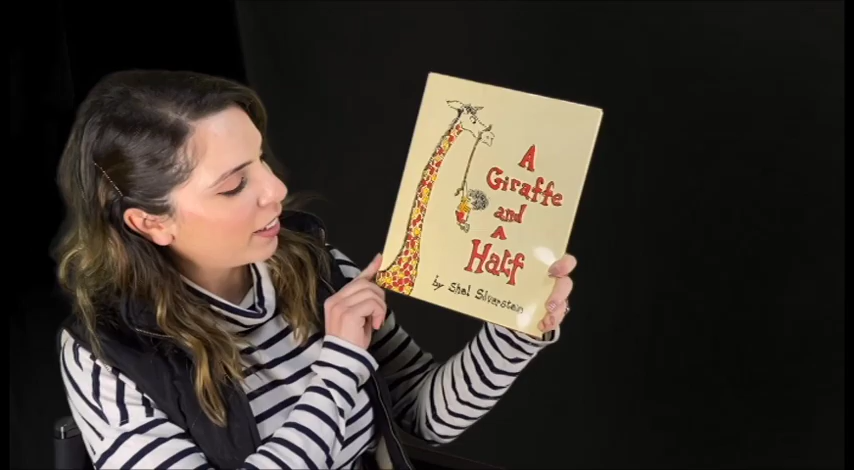 A
Giraffe
and
A
Half
by Shel Silverstein